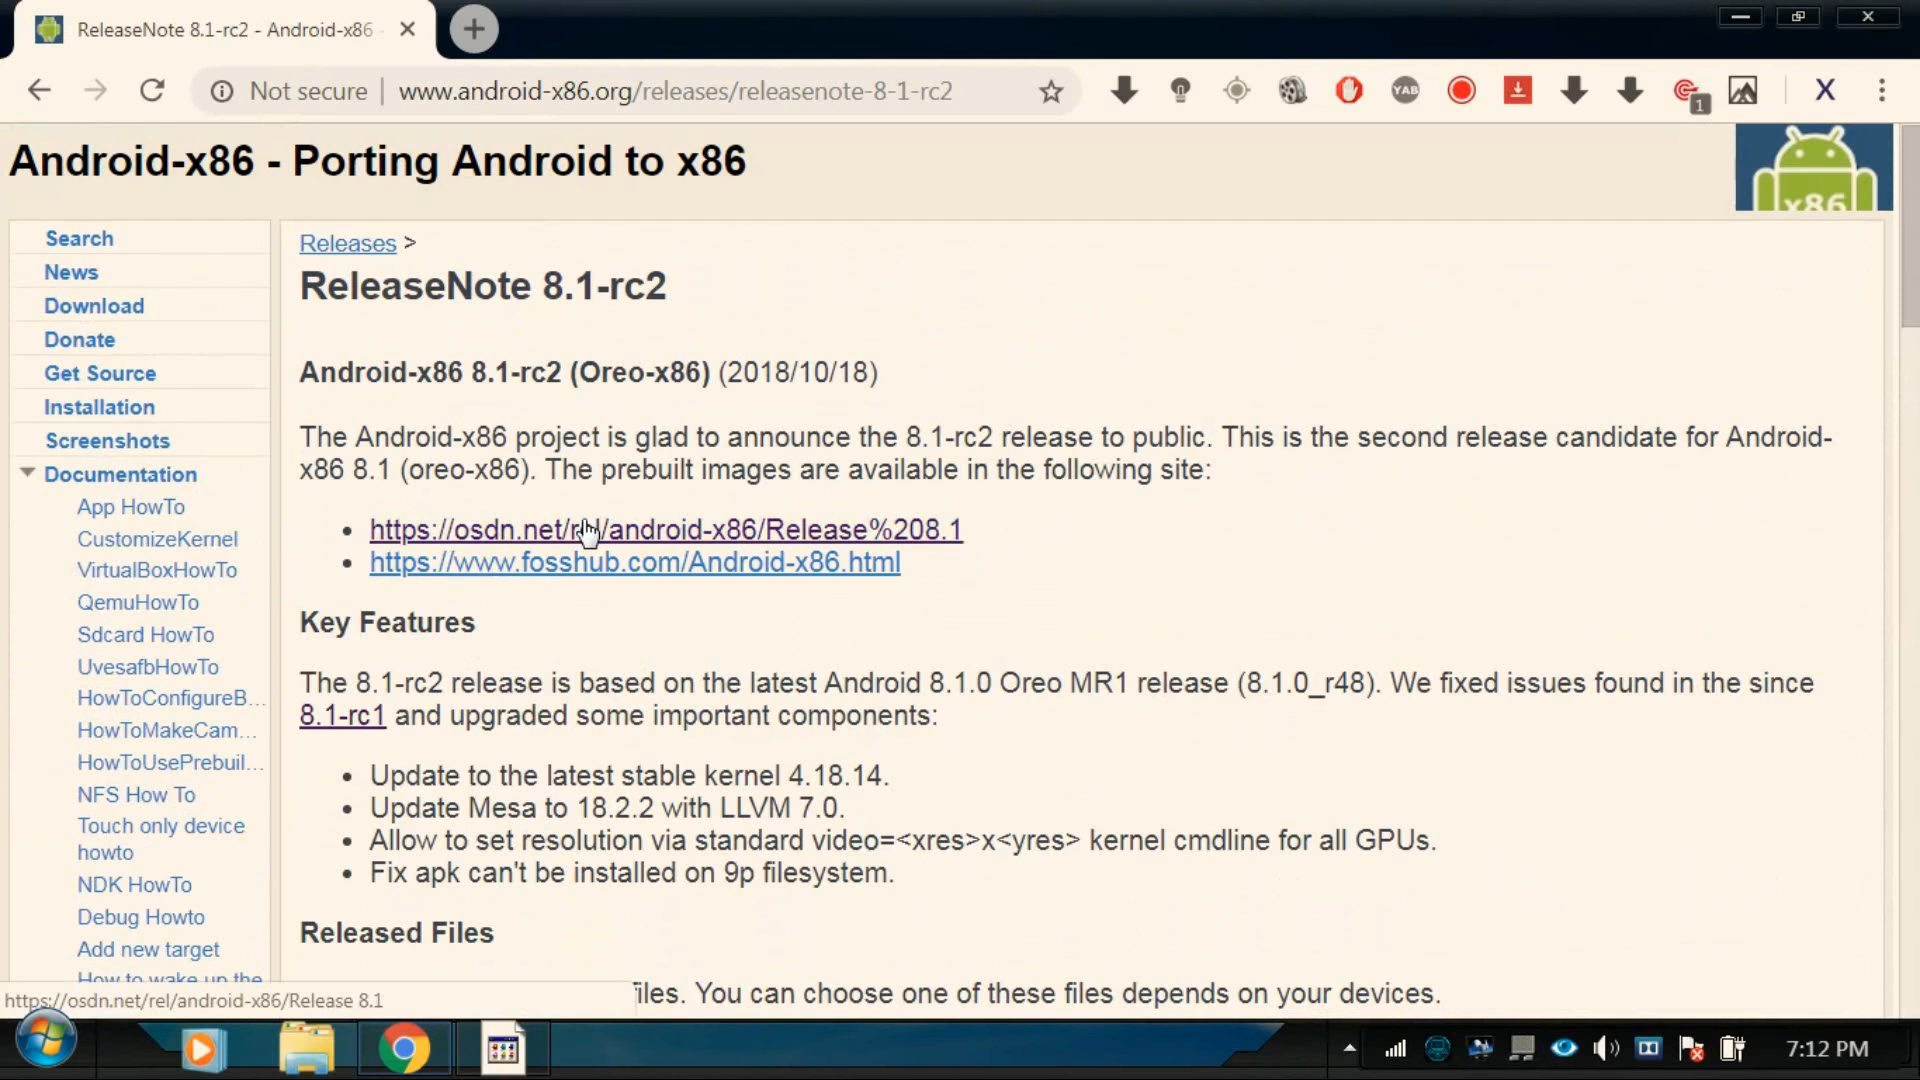 ReleaseNote 8.1-rc2 - Android-x86 -
Not secure | www.android-x86.org/releases/releasenote-8-1-rc2
YAB
1
X
Android-x86 - Porting Android to x86
x86
Search
News
Download
Donate
Get Source
Installation
Screenshots
Documentation
App HowTo
CustomizeKernel
VirtualBoxHowTo
QemuHowTo
Sdcard HowTo
UvesafbHowTo
HowToConfigureB...
HowToMakeCam...
HowToUsePrebuil...
NFS How To
Touch only device
howto
NDK HowTo
Debug Howto
Add new target
How to wake up the
Releases >
ReleaseNote 8.1-rc2
Android-x86 8.1-rc2 (Oreo-x86) (2018/10/18)
The Android-x86 project is glad to announce the 8.1-rc2 release to public. This is the second release candidate for Android-
x86 8.1 (oreo-x86). The prebuilt images are available in the following site:
• https://osdn.net/rel/android-x86/Release%208.1
• https://www.fosshub.com/Android-x86.html
Key Features
The 8.1-rc2 release is based on the latest Android 8.1.0 Oreo MR1 release (8.1.0_r48). We fixed issues found in the since
8.1-rc1 and upgraded some important components:
• Update to the latest stable kernel 4.18.14.
• Update Mesa to 18.2.2 with LLVM 7.0.
• Allow to set resolution via standard video=<xres>x<yres> kernel cmdline for all GPUs.
• Fix apk can't be installed on 9p filesystem.
Released Files
files. You can choose one of these files depends on your devices.
https://osdn.net/rel/android-x86/Release 8.1
7:12 PM